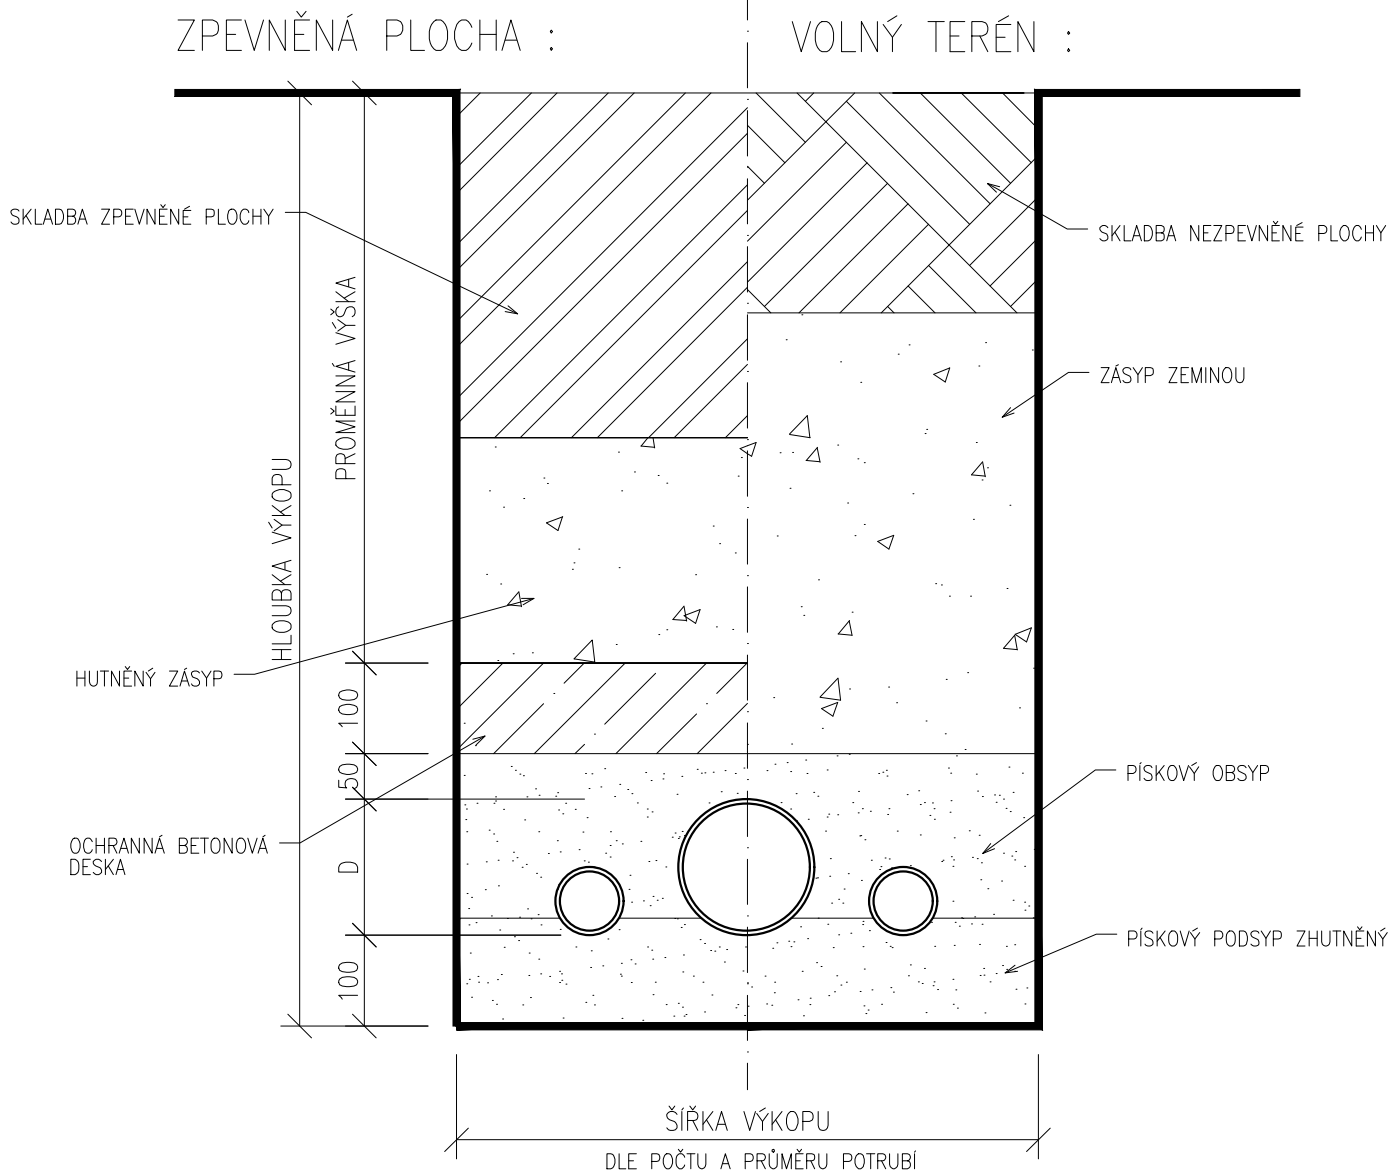 ZPEVNĚNÁ PLOCHA :
VOLNÝ TERÉN :
SKLADBA ZPEVNĚNÉ PLOCHY
SKLADBA NEZPEVNĚNÉ PLOCHY
PROMĚNNÁ VÝŠKA
ZÁSYP ZEMINOU
HLOUBKA VÝKOPU
HUTNĚNÝ ZÁSYP
100
50
PÍSKOVÝ OBSYP
OCHRANNÁ BETONOVÁ
DESKA
D
PÍSKOVÝ PODSYP ZHUTNĚNÝ
100
ŠÍŘKA VÝKOPU
DLE POČTU A PRŮMĚRU POTRUBÍ